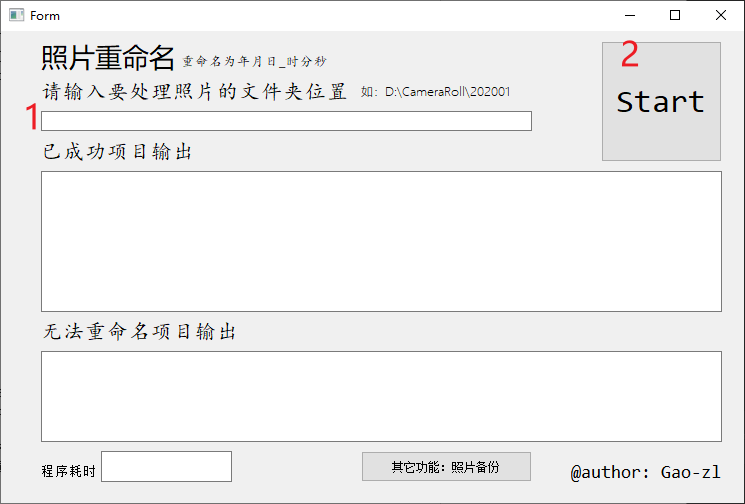 Form
照片重命名 重命名为年月日_时分秒
2
Start
请输入要处理照片的文件夹位置 如：D:\CameraRoll\202001
1
已成功项目输出
无法重命名项目输出
程序耗时
其它功能：照片备份
@author: Gao-zl